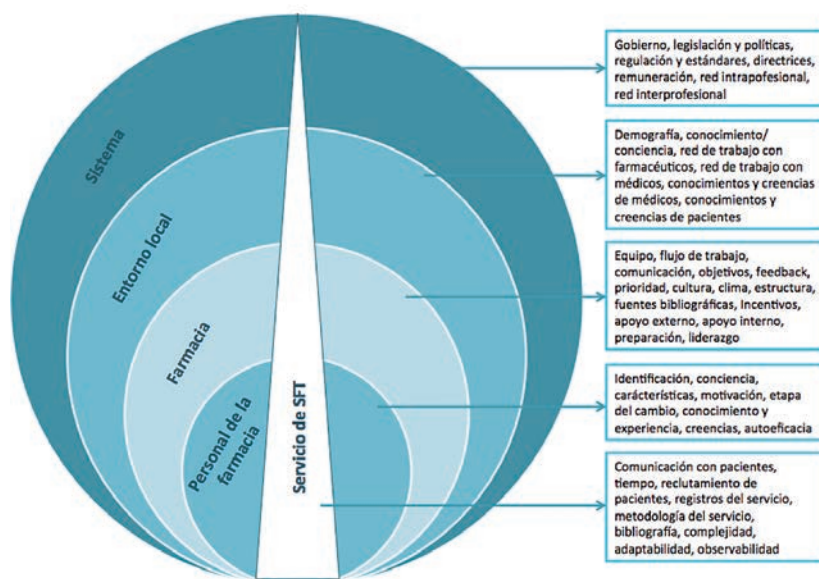 Sistema
Entorno local
Farmacia
Personal de la
farmacia
Servicio de SFT
Gobierno, legislación y políticas,
regulación y estándares, directrices,
remuneración, red intrapofesional,
red interprofesional
Demografía, conocimiento/
conciencia, red de trabajo con
farmacéuticos, red de trabajo con
médicos, conocimientos y creencias
de médicos, conocimientos y
creencias de pacientes
Equipo, flujo de trabajo,
comunicación, objetivos, feedback,
prioridad, cultura, clima, estructura,
fuentes bibliográficas, Incentivos,
apoyo externo, apoyo interno,
preparación, liderazgo
Identificación, conciencia,
carácterísticas, motivación, etapa
del cambio, conocimiento y
experiencia, creencias, autoeficacia
Comunicación con pacientes,
tiempo, reclutamiento de
pacientes, registros del servicio,
metodología del servicio,
bibliografía, complejidad,
adaptabilidad, observabilidad